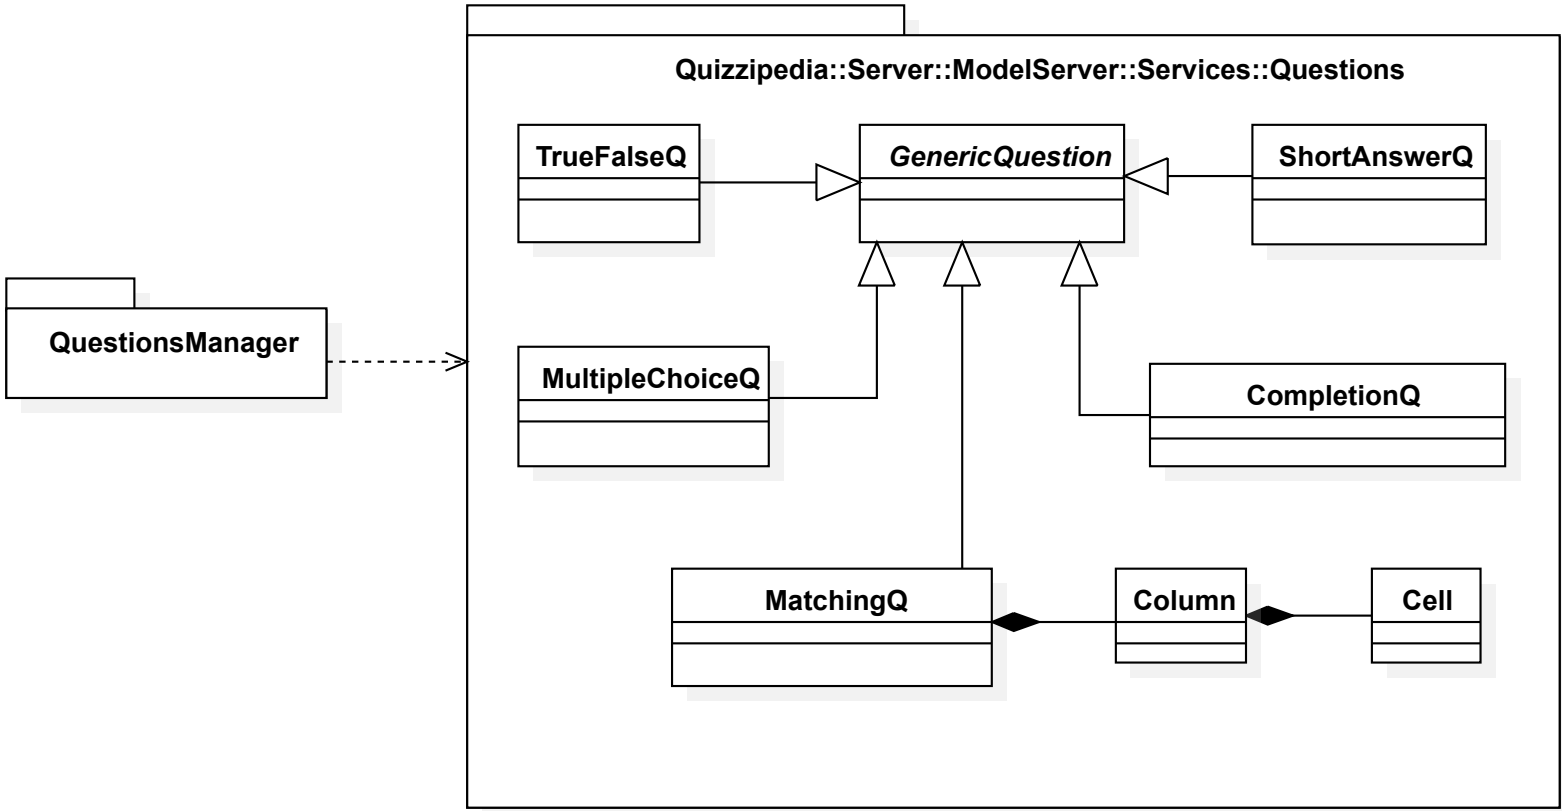 Quizzipedia::Server::ModelServer::Services::Questions
TrueFalseQ
GenericQuestion
ShortAnswerQ
QuestionsManager
MultipleChoiceQ
CompletionQ
MatchingQ
Column
Cell